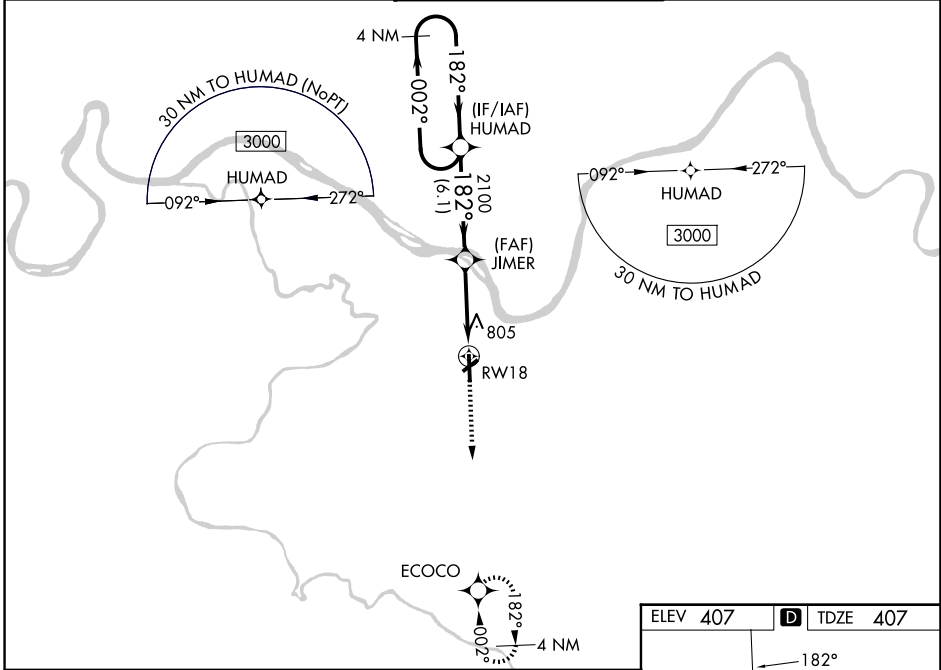 4 NM
182°
002°
(IF/IAF)
HUMAD
30 NM TO HUMAD (NoPT)
3000
HUMAD
092°
272°
2100
182°
(6.1)
092°
272°
HUMAD
3000
30 NM TO HUMAD
(FAF)
JIMER
805
RW18
ECOCO
182°
002°
4 NM
ELEV 407 D TDZE 407
182°